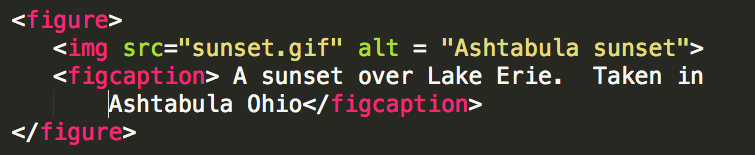 <figure>
<img src="sunset.gif" alt = "Ashtabula sunset">
<figcaption> A sunset over Lake Erie.  Taken in
Ashtabula Ohio</figcaption>
</figure>